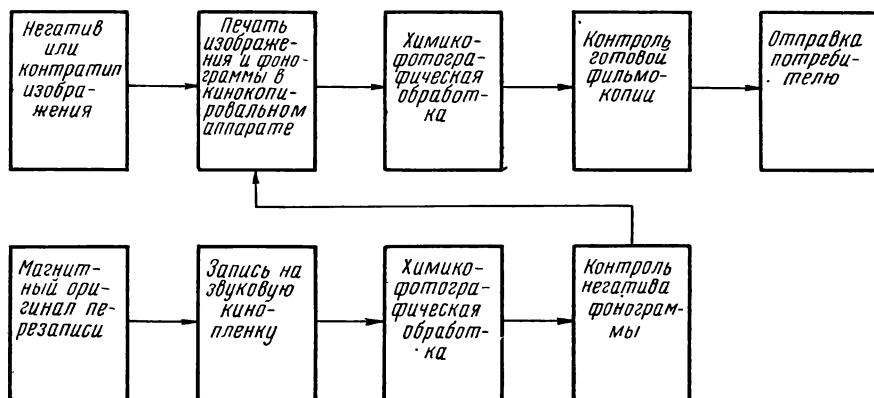 Негатив
или
контратип
изобра-
жения
Печать
изображе-
ния и фоно-
граммы в
кинокопи-
ровальном
аппарате
Химико-
фотогра-
фическая
обработ-
ка
Контроль
готовой
фильмо-
копии
Отправка
потреби-
телю
Магнит-
ный ори-
гинал пе-
резаписи
Запись на
звуковую
кино-
пленку
Химико-
фотогра-
фическая
обработ-
ка
Контроль
негатива
фонограм-
мы